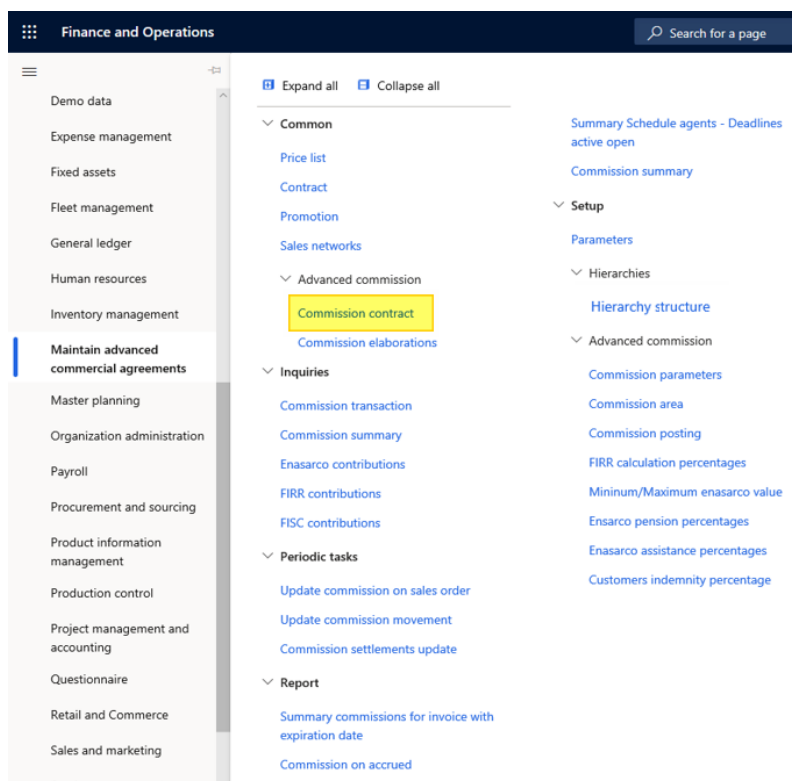 Finance and Operations
Search for a page
Demo data
Expense management
Fixed assets
Fleet management
General ledger
Human resources
Inventory management
Maintain advanced
commercial agreements
Master planning
Organization administration
Payroll
Procurement and sourcing
Product information
management
Production control
Project management and
accounting
Questionnaire
Retail and Commerce
Sales and marketing
Expand all
Collapse all
Common
Price list
Contract
Promotion
Sales networks
Advanced commission
Commission contract
Commission elaborations
Inquiries
Commission transaction
Commission summary
Enasarco contributions
FIRR contributions
FISC contributions
Periodic tasks
Update commission on sales order
Update commission movement
Commission settlements update
Report
Summary commissions for invoice with
expiration date
Commission on accrued
Summary Schedule agents - Deadlines
active open
Commission summary
Setup
Parameters
Hierarchies
Hierarchy structure
Advanced commission
Commission parameters
Commission area
Commission posting
FIRR calculation percentages
Mininum/Maximum enasarco value
Ensarco pension percentages
Enasarco assistance percentages
Customers indemnity percentage